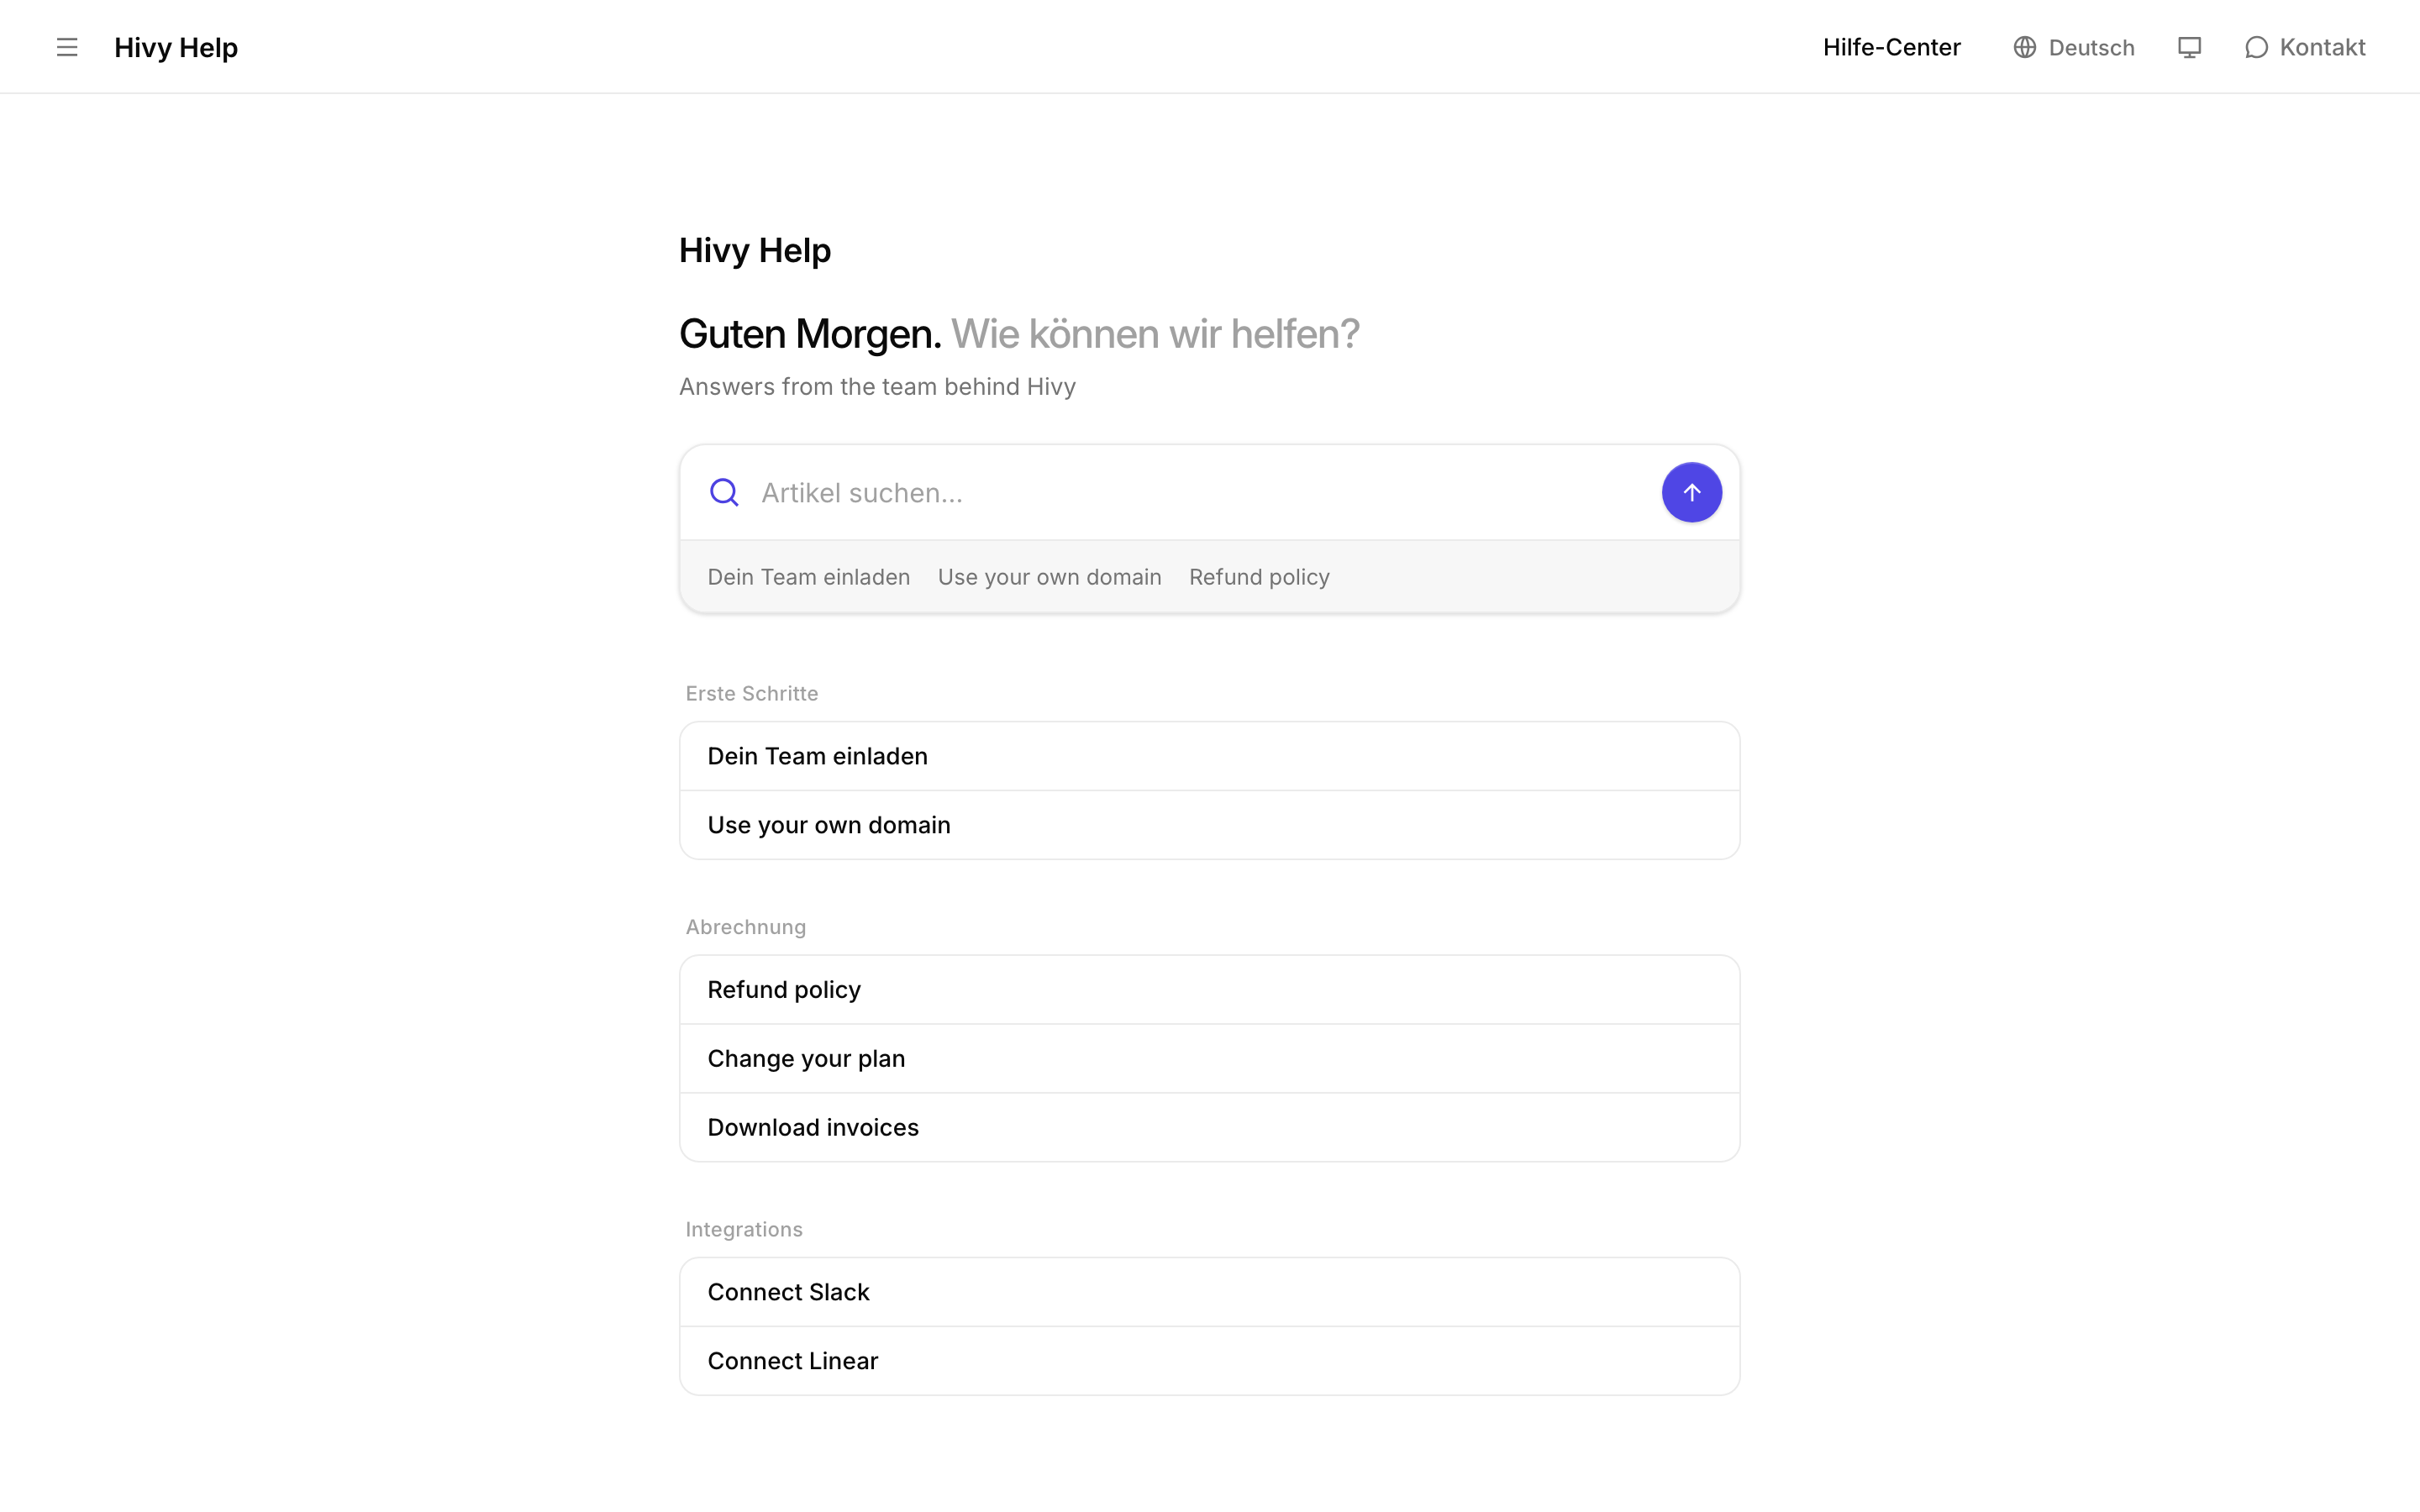 Hivy Help
Hilfe-Center
Deutsch
Kontakt
Hivy Help
Guten Morgen. Wie können wir helfen?
Answers from the team behind Hivy
Artikel suchen...
Dein Team einladen Use your own domain Refund policy
Erste Schritte
Dein Team einladen
Use your own domain
Abrechnung
Refund policy
Change your plan
Download invoices
Integrations
Connect Slack
Connect Linear